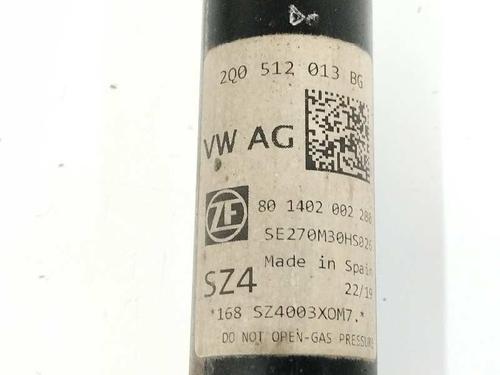 2Q0 512 013 BG
VW AG
ZF
80 1402 002 280
SE270M30HS026
Made in Spain
SZ4
22/19
*168 SZ4003XOM7.*
DO NOT OPEN-GAS PRESSURE